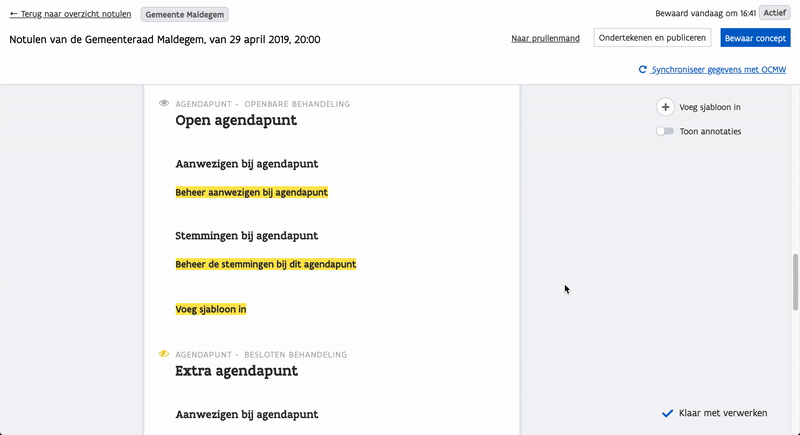 ← Terug naar overzicht notulen
Gemeente Maldegem
Bewaard vandaag om 16:41
Actief
Notulen van de Gemeenteraad Maldegem, van 29 april 2019, 20:00
Naar prullenmand
Ondertekenen en publiceren
Bewaar concept
Synchroniseer gegevens met OCMW
AGENDAPUNT - OPENBARE BEHANDELING
Open agendapunt
Voeg sjabloon in
Toon annotaties
Aanwezigen bij agendapunt
Beheer aanwezigen bij agendapunt
Stemmingen bij agendapunt
Beheer de stemmingen bij dit agendapunt
Voeg sjabloon in
AGENDAPUNT - BESLOTEN BEHANDELING
Extra agendapunt
Aanwezigen bij agendapunt
Klaar met verwerken